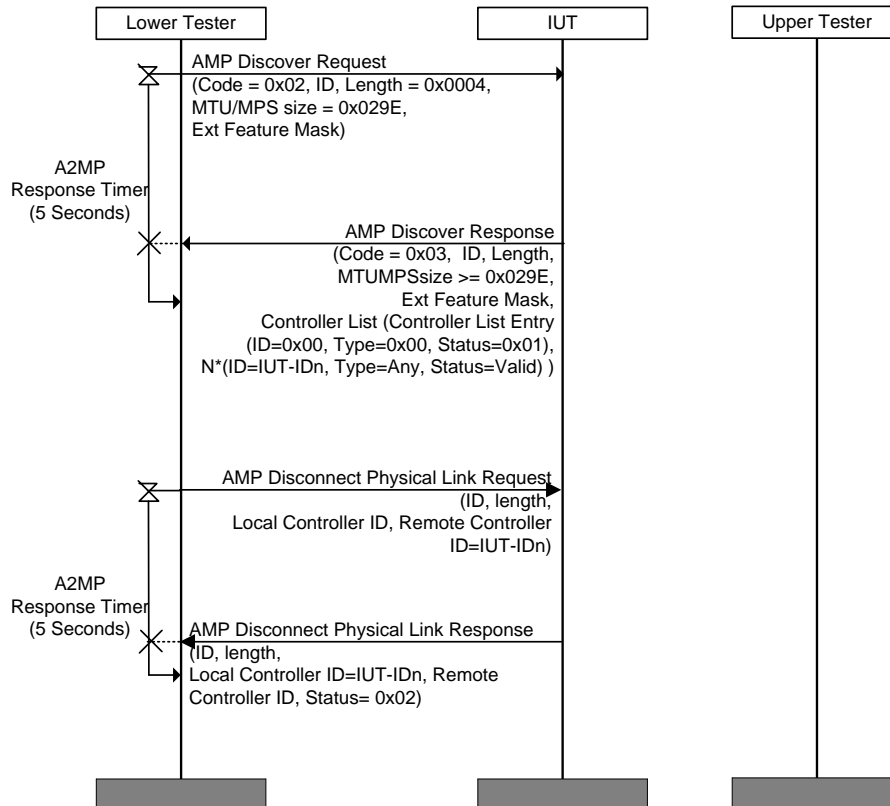 Lower Tester
IUT
Upper Tester
AMP Discover Request
(Code = 0x02, ID, Length = 0x0004,
MTU/MPS size = 0x029E,
Ext Feature Mask)
A2MP
Response Timer
(5 Seconds)
AMP Discover Response
(Code = 0x03, ID, Length,
MTUMPSsize >= 0x029E,
Ext Feature Mask,
Controller List (Controller List Entry
(ID=0x00, Type=0x00, Status=0x01),
N*(ID=IUT-IDn, Type=Any, Status=Valid) )
AMP Disconnect Physical Link Request
(ID, length,
Local Controller ID, Remote Controller
ID=IUT-IDn)
A2MP
Response Timer
(5 Seconds)
AMP Disconnect Physical Link Response
(ID, length,
Local Controller ID=IUT-IDn, Remote
Controller ID, Status= 0x02)